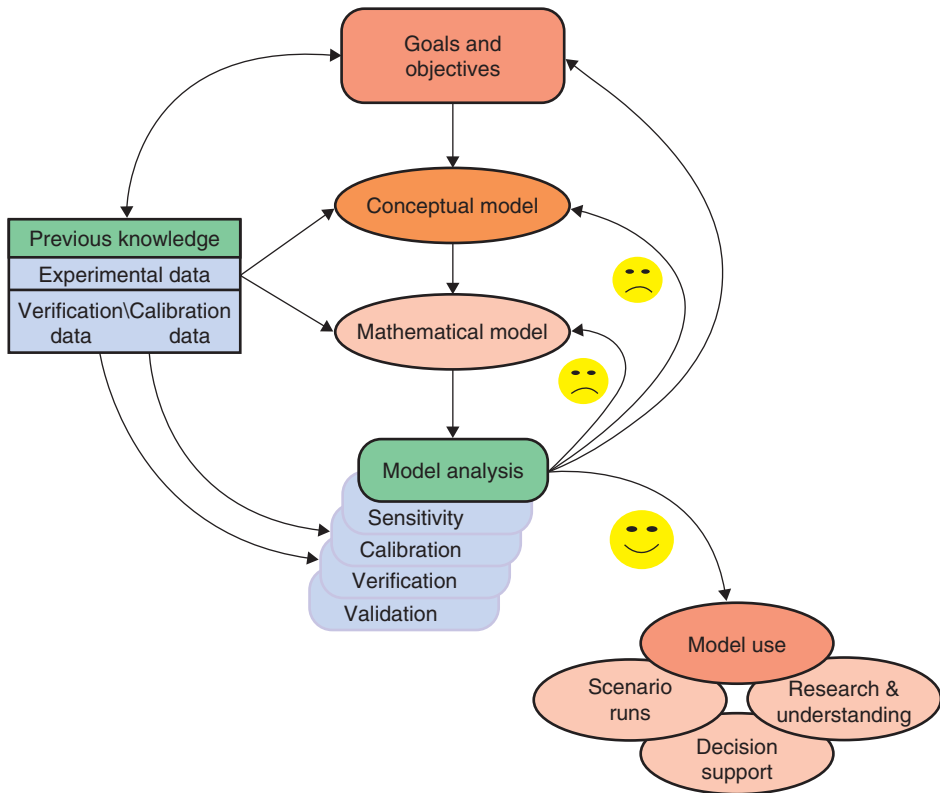 Goals and
objectives
Conceptual model
Previous knowledge
Experimental data
Verification\Calibration
data data
Mathematical model
Model analysis
Sensitivity
Calibration
Verification
Validation
Model use
Scenario
runs
Research &
understanding
Decision
support